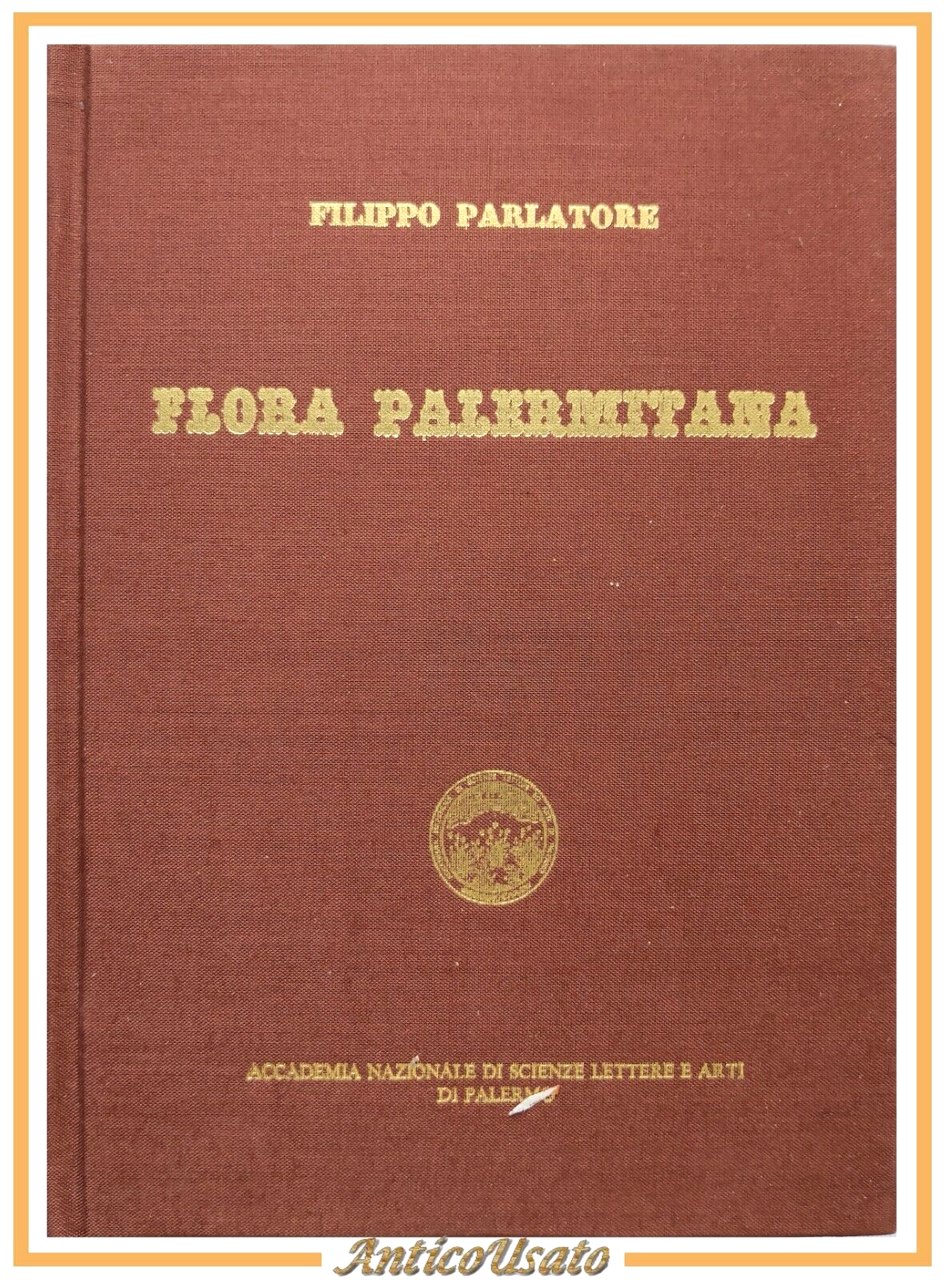 FILIPPO PARLATORE
FLORA PALERMITANA
ACCADEMIA NAZIONALE DI SCIENZE LETTERE E ARTI
DI PALERMO
AnticoUsato